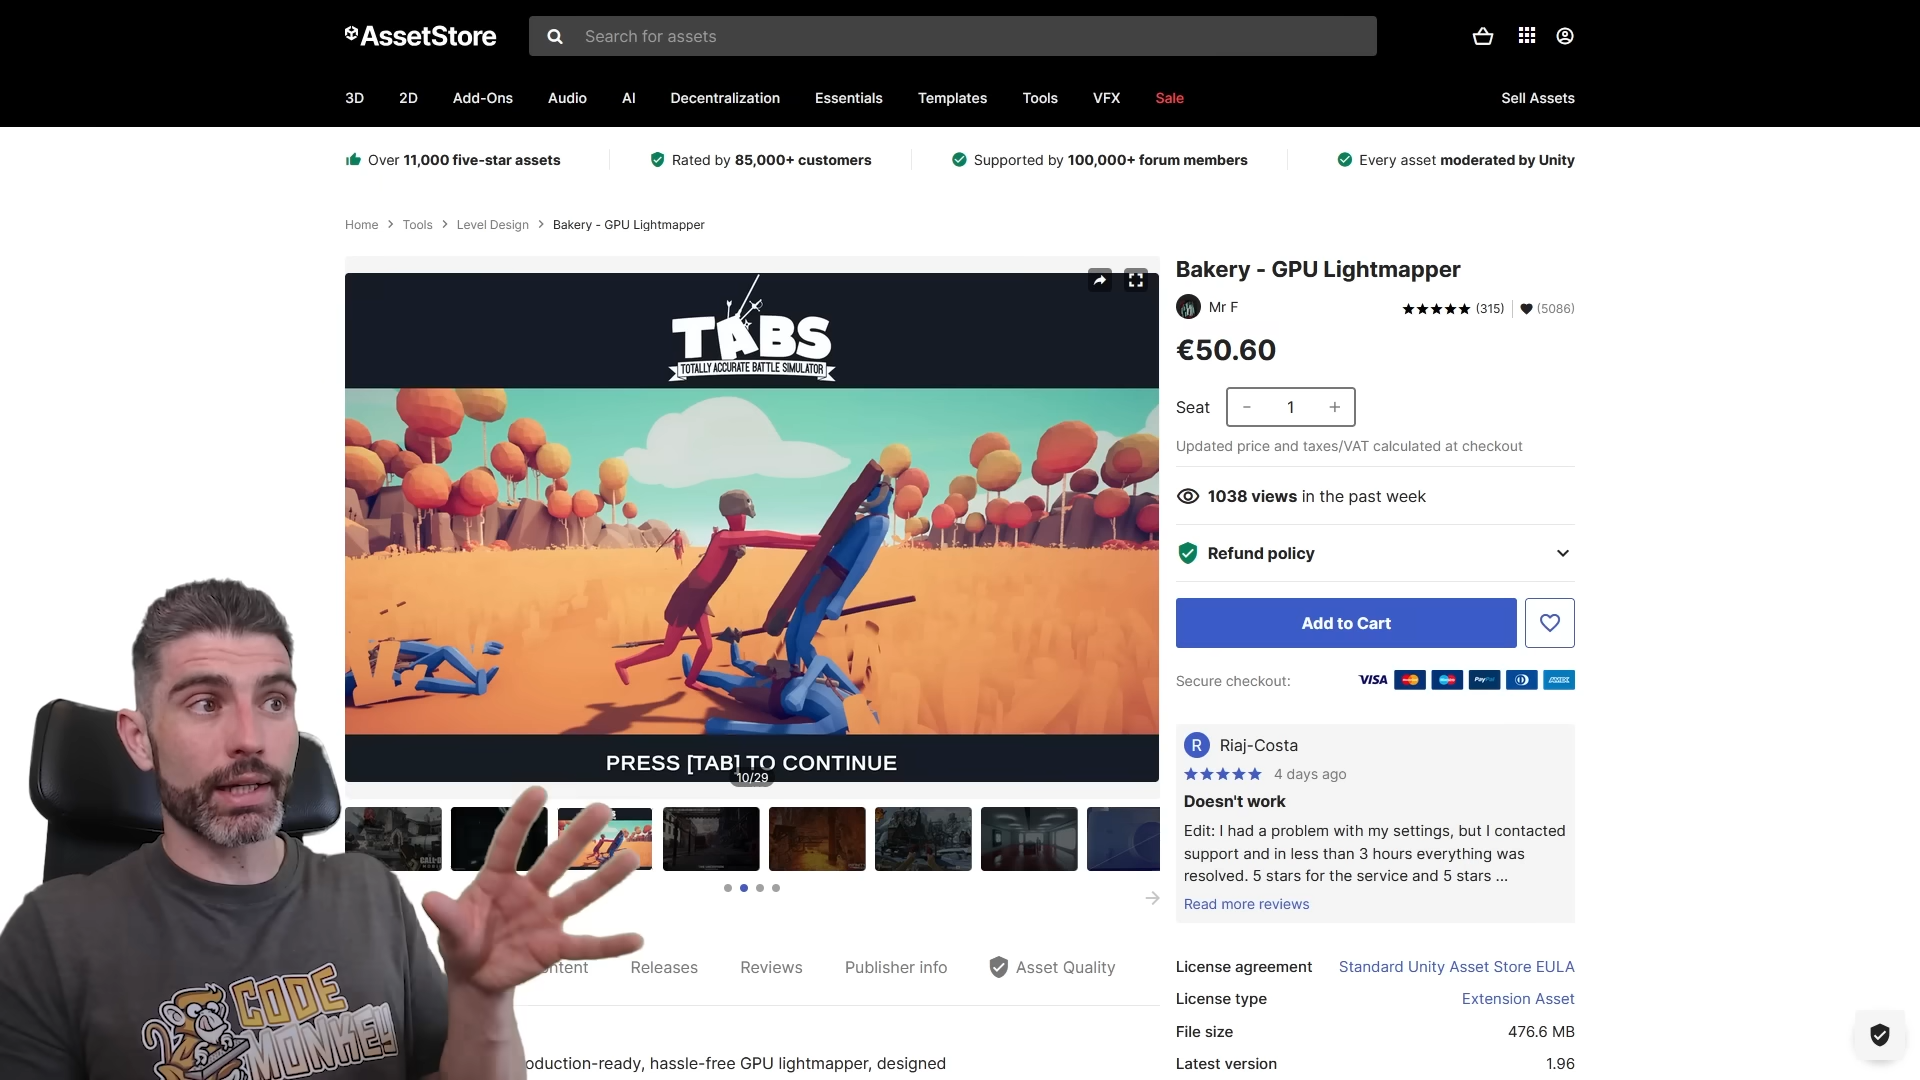 AssetStore
Search for assets
3D 2D Add-Ons Audio AI Decentralization Essentials Templates Tools VFX Sale Sell Assets
Over 11,000 five-star assets Rated by 85,000+ customers Supported by 100,000+ forum members Every asset moderated by Unity
Home > Tools > Level Design > Bakery - GPU Lightmapper
TABS
TOTALLY ACCURATE BATTLE SIMULATOR
PRESS [TAB] TO CONTINUE
10/29
Bakery - GPU Lightmapper
Mr F (315) (5086)
€50.60
Seat - 1 +
Updated price and taxes/VAT calculated at checkout
1038 views in the past week
Refund policy
Add to Cart
Secure checkout: VISA PayPal AMEX
R Riaj-Costa
4 days ago
Doesn't work
Edit: I had a problem with my settings, but I contacted
support and in less than 3 hours everything was
resolved. 5 stars for the service and 5 stars ...
Read more reviews
Releases Reviews Publisher info Asset Quality
License agreement Standard Unity Asset Store EULA
License type Extension Asset
File size 476.6 MB
Latest version 1.96
oduction-ready, hassle-free GPU lightmapper, designed
CODE
MONKEY